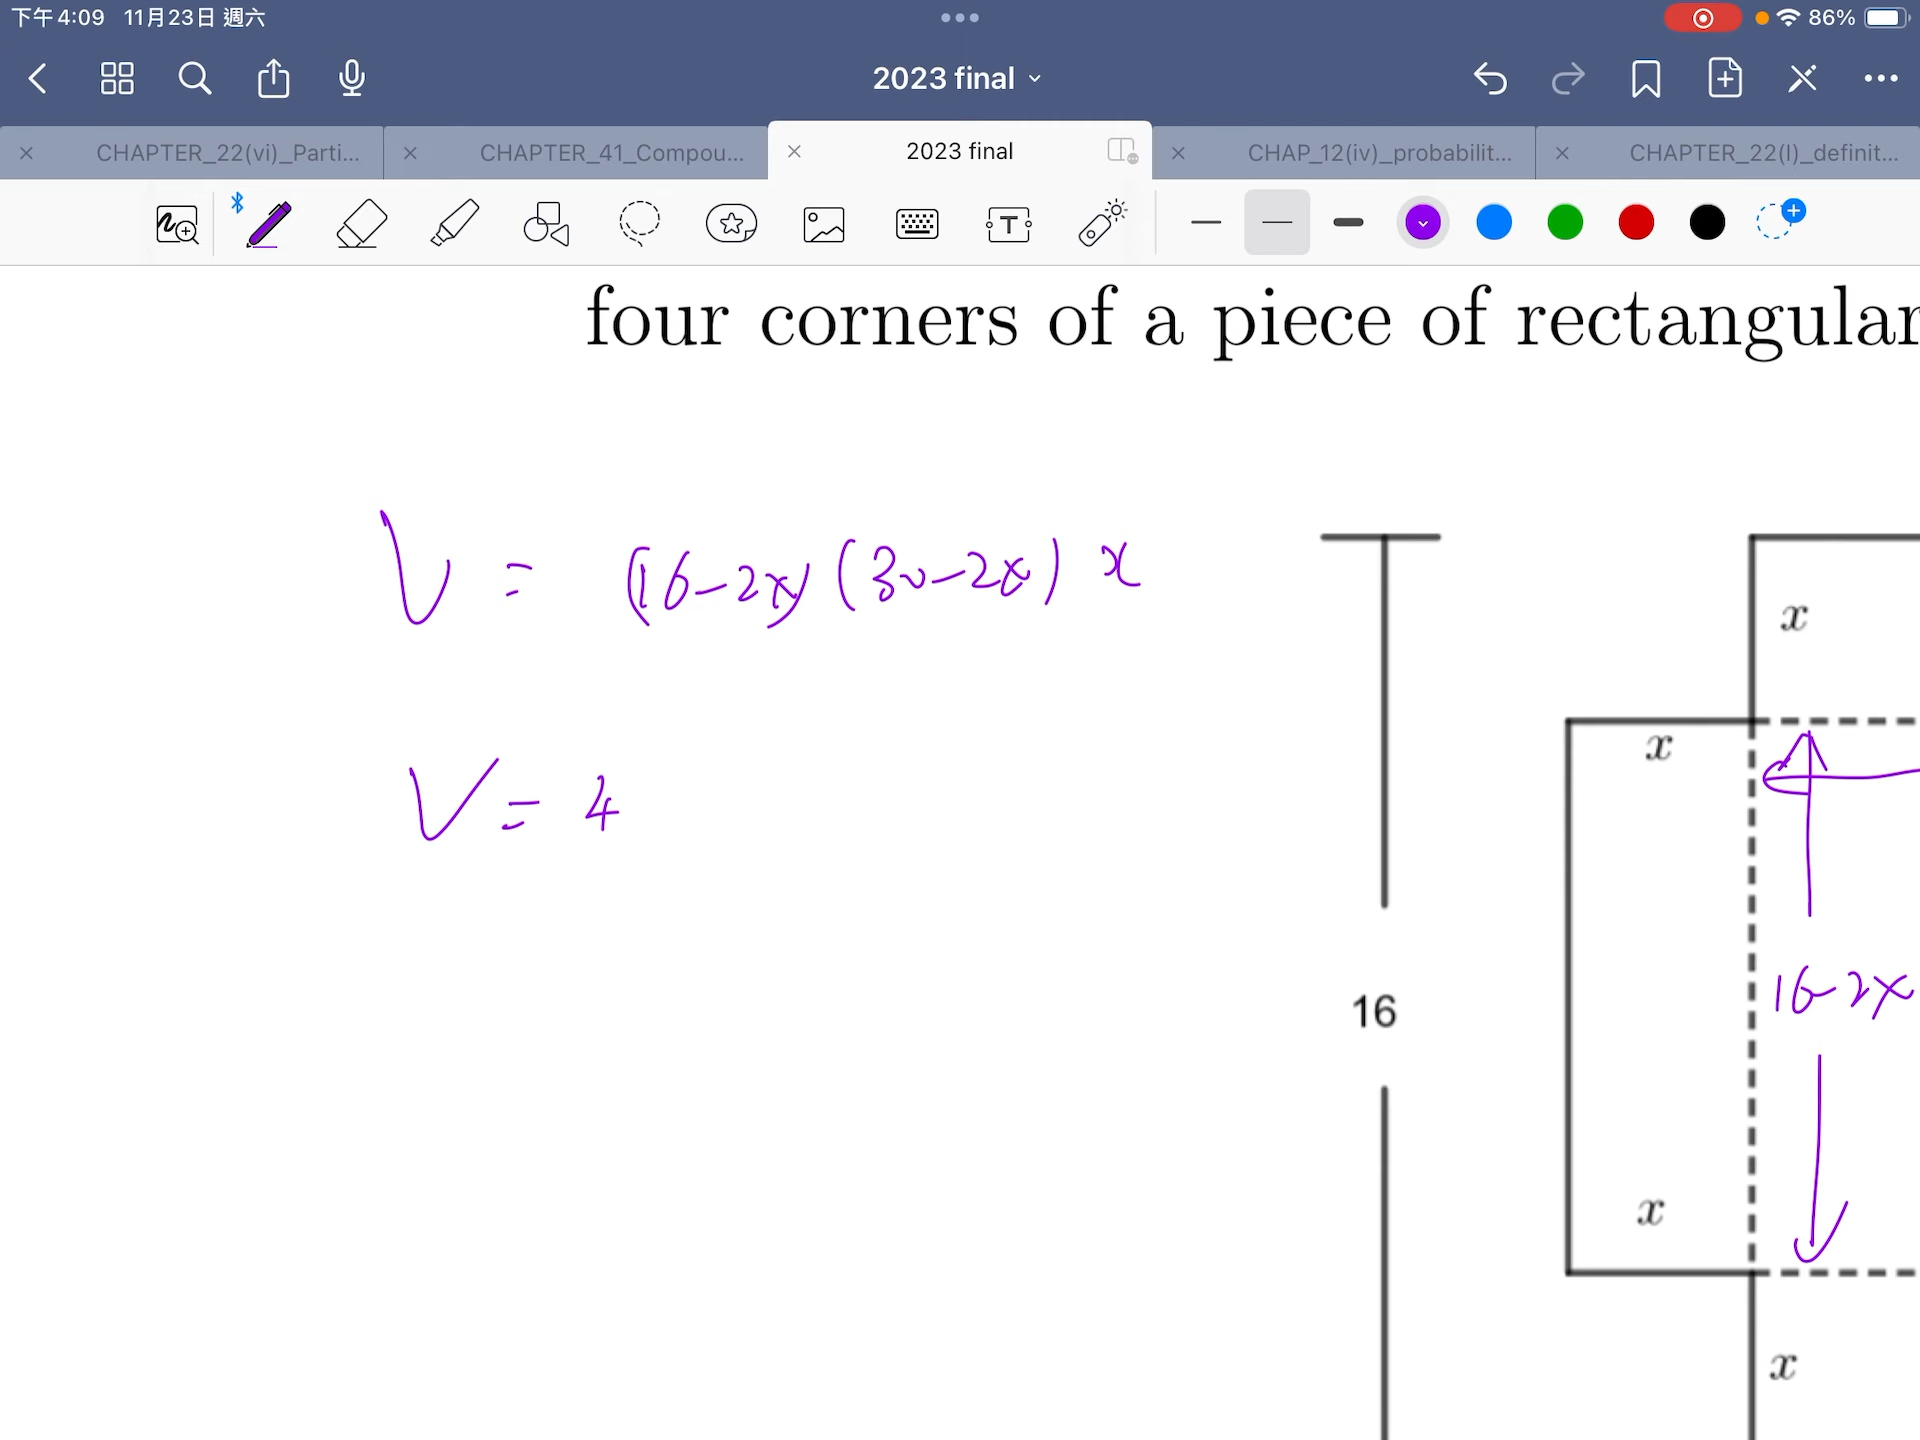 下午4:09 11月23日 週六
86%
2023 final
CHAPTER_22(vi)_Parti...
CHAPTER_41_Compou...
2023 final
CHAP_12(iv)_probabilit...
CHAPTER_22(I)_definit...
T
four corners of a piece of rectangular
V = (16-2x) (30-2x) x
x
x
V = 4
16
16-2x
x
x